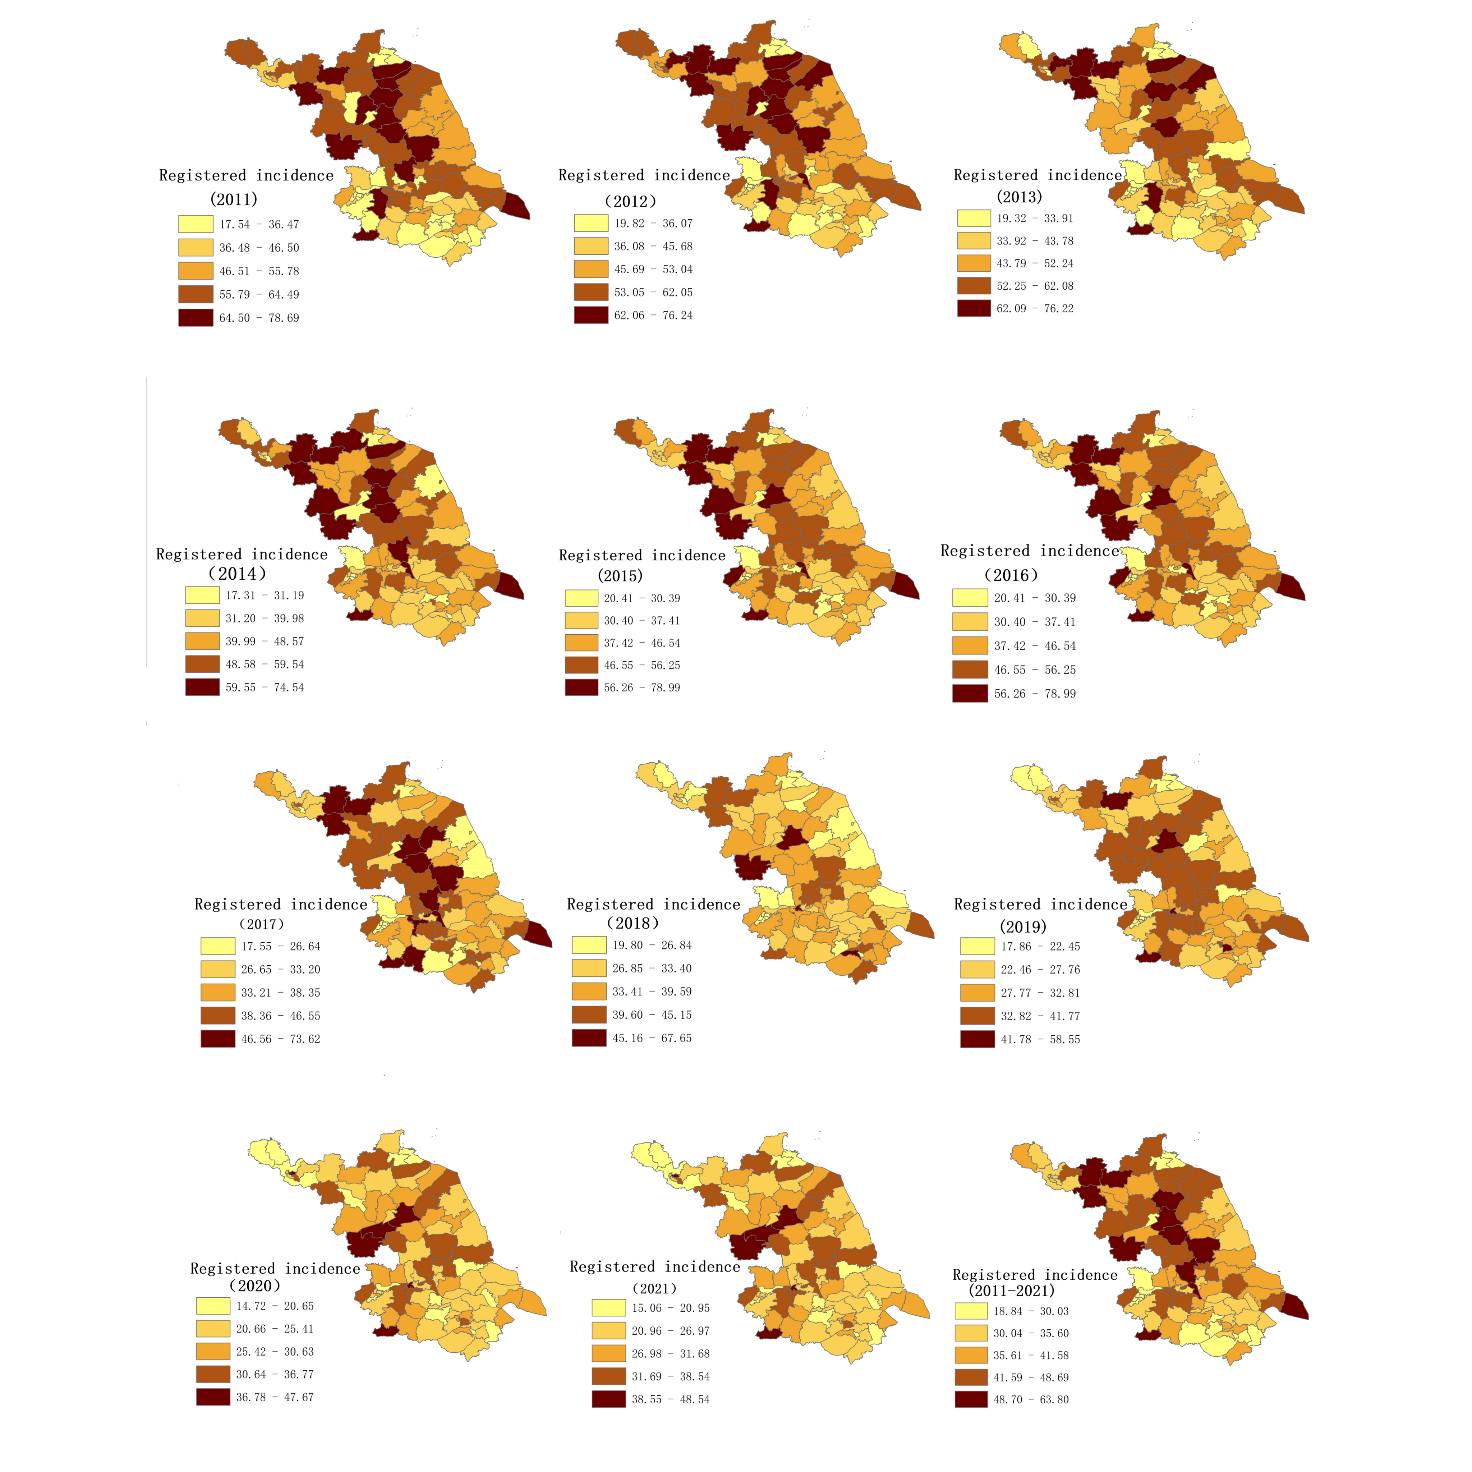 Registered incidence
(2011)
17.54 - 36.47
36.48 - 46.50
46.51 - 55.78
55.79 - 64.49
64.50 - 78.69
Registered incidence
(2012)
19.82 - 36.07
36.08 - 45.68
45.69 - 53.04
53.05 - 62.05
62.06 - 76.24
Registered incidence
(2013)
19.32 - 33.91
33.92 - 43.78
43.79 - 52.24
52.25 - 62.08
62.09 - 76.22
Registered incidence
(2014)
17.31 - 31.19
31.20 - 39.98
39.99 - 48.57
48.58 - 59.54
59.55 - 74.54
Registered incidence
(2015)
20.41 - 30.39
30.40 - 37.41
37.42 - 46.54
46.55 - 56.25
56.26 - 78.99
Registered incidence
(2016)
20.41 - 30.39
30.40 - 37.41
37.42 - 46.54
46.55 - 56.25
56.26 - 78.99
Registered incidence
(2017)
17.55 - 26.64
26.65 - 33.20
33.21 - 38.35
38.36 - 46.55
46.56 - 73.62
Registered incidence
(2018)
19.80 - 26.84
26.85 - 33.40
33.41 - 39.59
39.60 - 45.15
45.16 - 67.65
Registered incidence
(2019)
17.86 - 22.45
22.46 - 27.76
27.77 - 32.81
32.82 - 41.77
41.78 - 58.55
Registered incidence
(2020)
14.72 - 20.65
20.66 - 25.41
25.42 - 30.63
30.64 - 36.77
36.78 - 47.67
Registered incidence
(2021)
15.06 - 20.95
20.96 - 26.97
26.98 - 31.68
31.69 - 38.54
38.55 - 48.54
Registered incidence
(2011-2021)
18.84 - 30.03
30.04 - 35.60
35.61 - 41.58
41.59 - 48.69
48.70 - 63.80